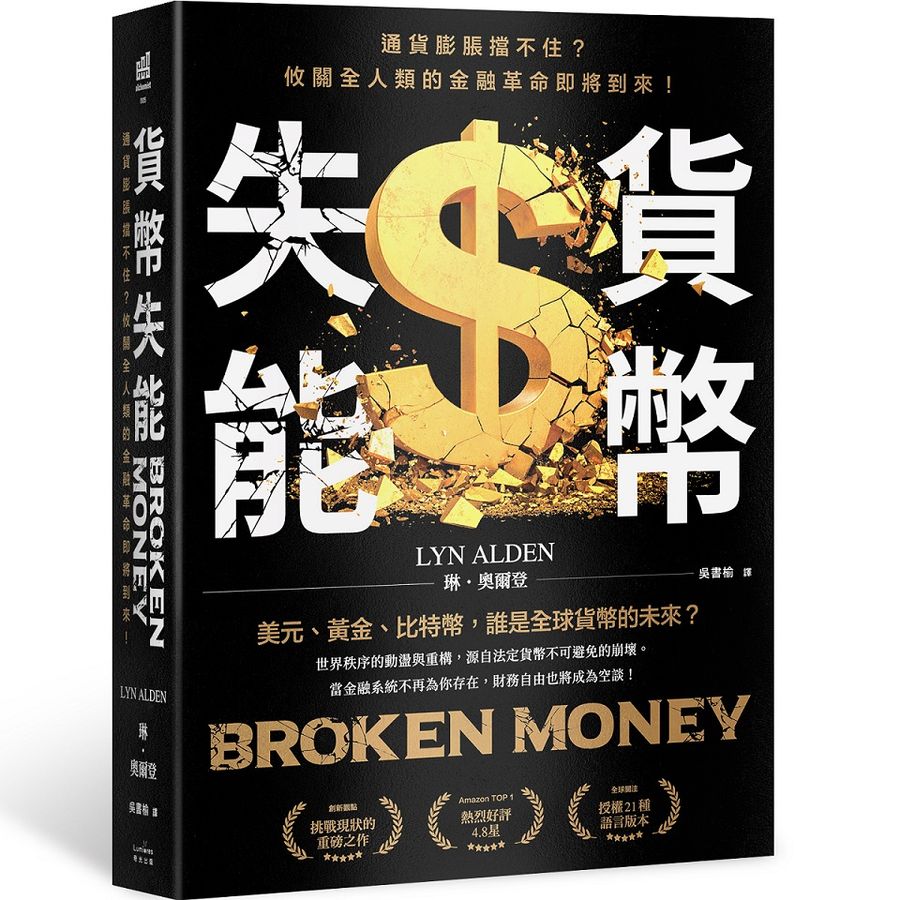 通貨膨脹擋不住？
攸關全人類的金融革命即將到來！
貨幣
失能
LYN ALDEN
琳・奧爾登
吳書榆 譯
美元、黃金、比特幣，誰是全球貨幣的未來？
世界秩序的動盪與重構，源自法定貨幣不可避免的崩壞。
當金融系統不再為你存在，財務自由也將成為空談！
BROKEN MONEY
創新觀點
挑戰現狀的
重磅之作
Amazon TOP 1
熱烈好評
4.8星
全球關注
授權21種
語言版本
貨幣失能
BROKEN
MONEY
通貨膨脹擋不住？攸關全人類的金融革命即將到來！
LYN ALDEN
琳・奧爾登
吳書榆 譯
Lumières
奇光出版